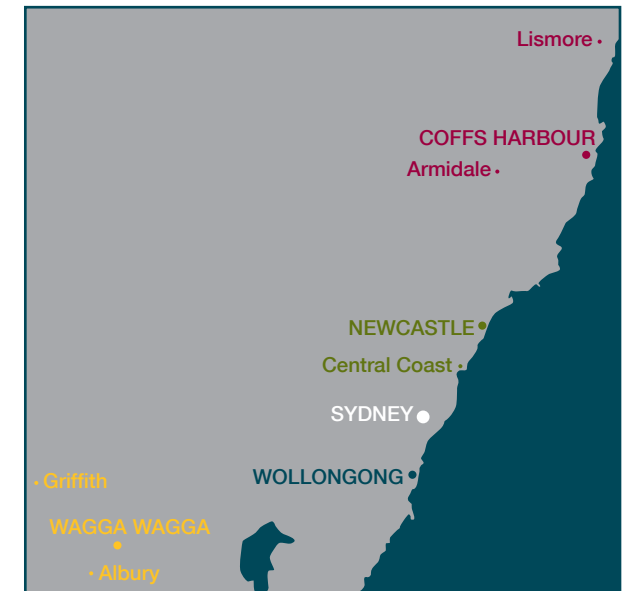 Lismore
COFFS HARBOUR
Armidale
NEWCASTLE
Central Coast
SYDNEY
WOLLONGONG
Griffith
WAGGA WAGGA
Albury